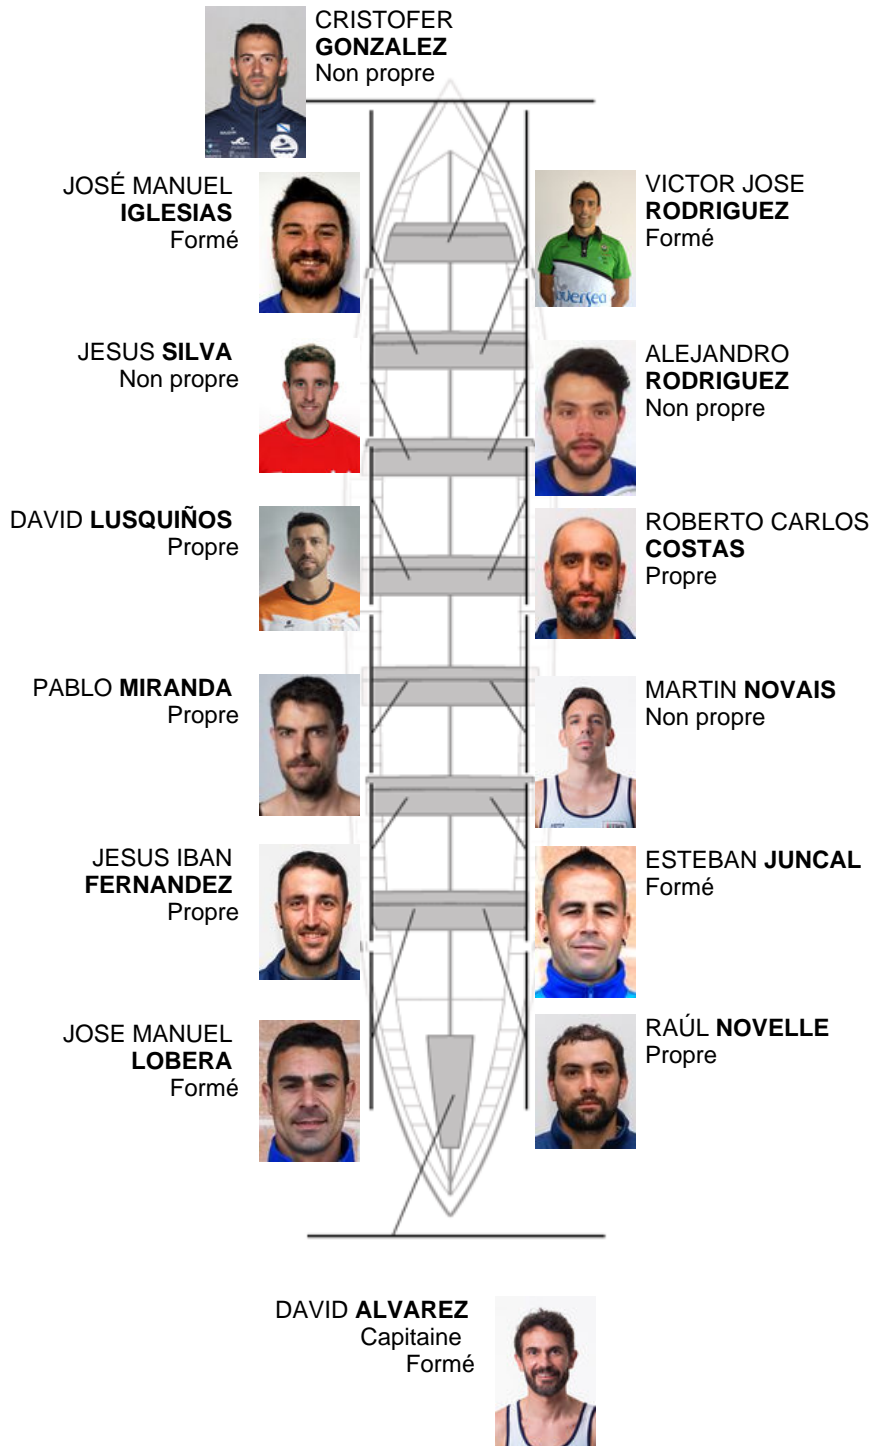 CRISTOFER
GONZALEZ
Non propre
JOSÉ MANUEL
IGLESIAS
Formé
VICTOR JOSE
RODRIGUEZ
Formé
JESUS SILVA
Non propre
ALEJANDRO
RODRIGUEZ
Non propre
DAVID LUSQUIÑOS
Propre
ROBERTO CARLOS
COSTAS
Propre
PABLO MIRANDA
Propre
MARTIN NOVAIS
Non propre
JESUS IBAN
FERNANDEZ
Propre
ESTEBAN JUNCAL
Formé
JOSE MANUEL
LOBERA
Formé
RAÚL NOVELLE
Propre
DAVID ALVAREZ
Capitaine
Formé